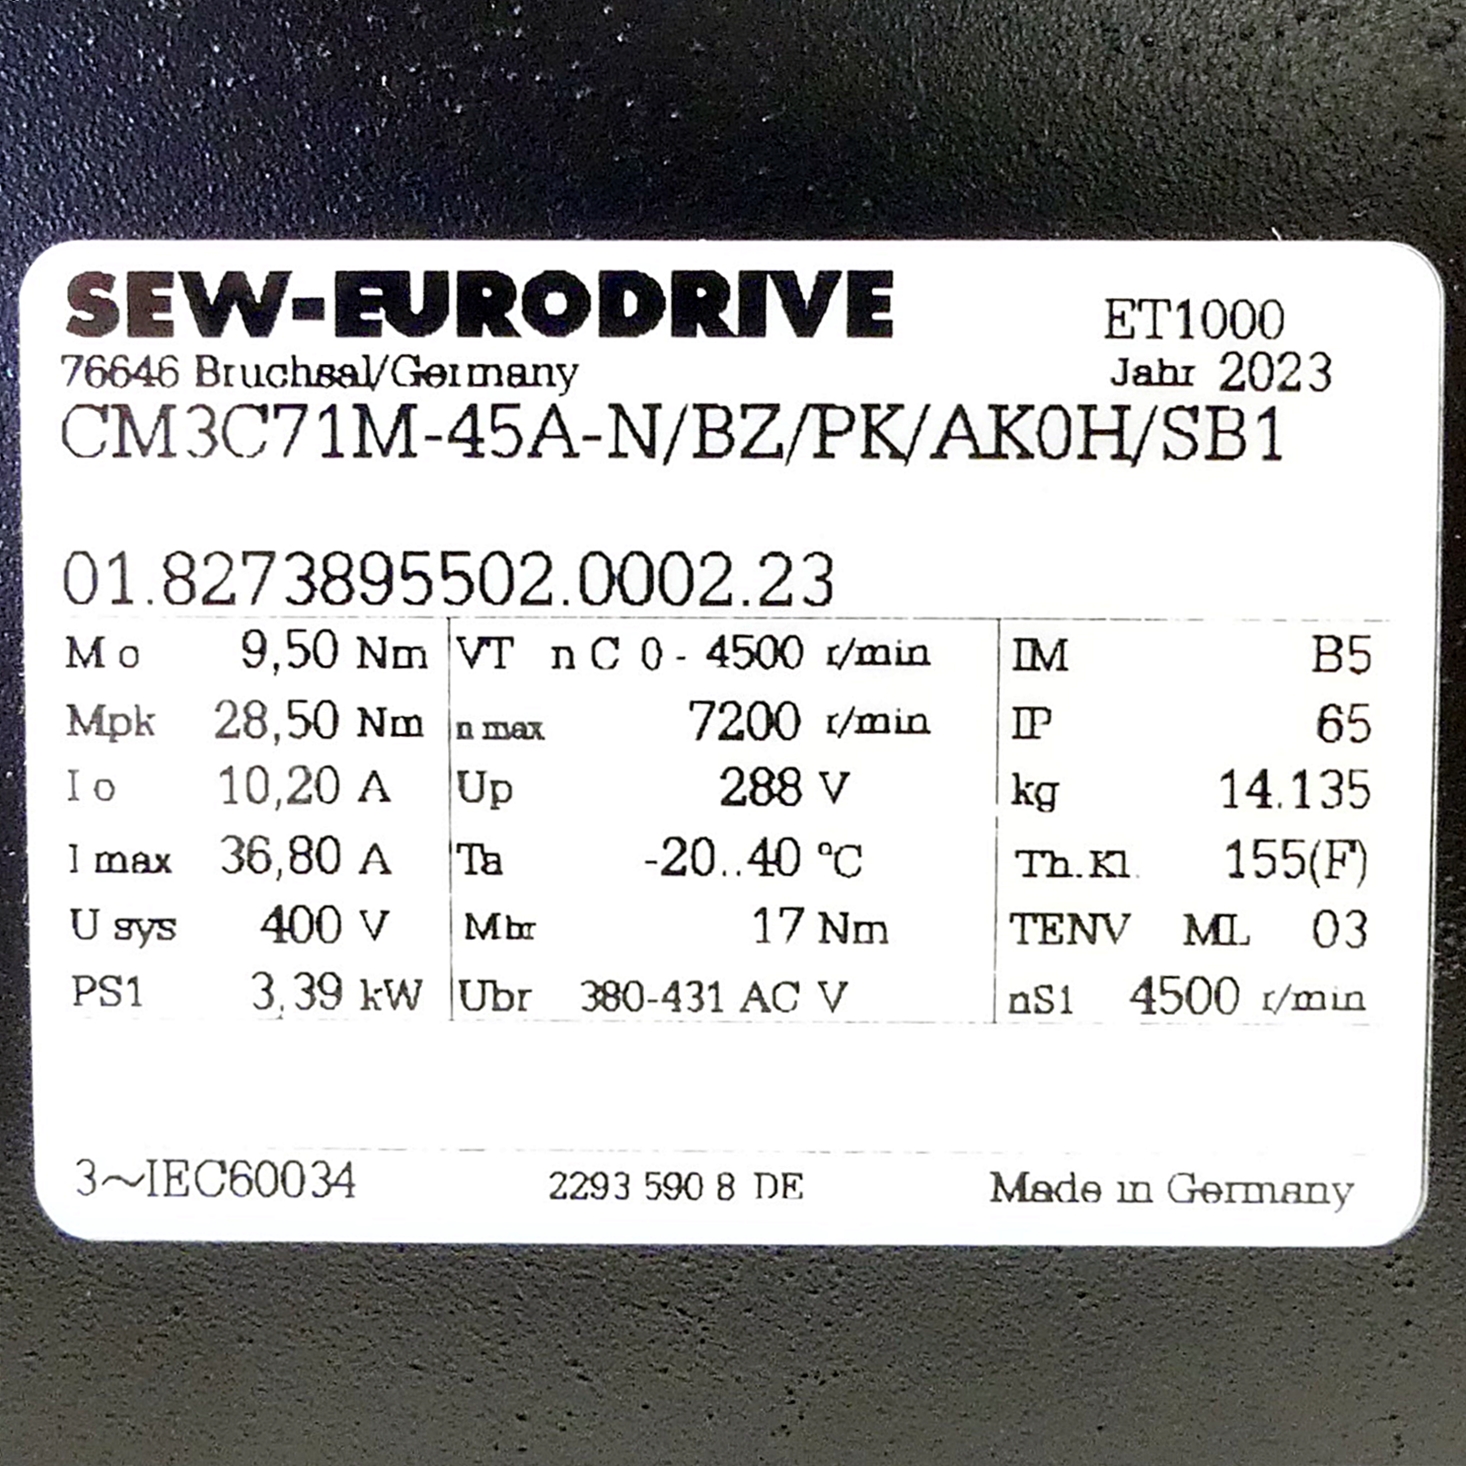 SEW-EURODRIVE
ET1000
76646 Bruchsal/Germany
Jahr 2023
CM3C71M-45A-N/BZ/PK/AK0H/SB1
01.8273895502.0002.23
Mo 9,50 Nm VT n C 0 - 4500 r/min IM B5
Mpk 28,50 Nm n max 7200 r/min IP 65
Io 10,20 A Up 288 V kg 14.135
I max 36,80 A Ta -20..40 °C Th.Kl. 155(F)
U sys 400 V Mbr 17 Nm TENV ML 03
PS1 3,39 kW Ubr 380-431 AC V nS1 4500 r/min
3~IEC60034 2293 590 8 DE Made in Germany